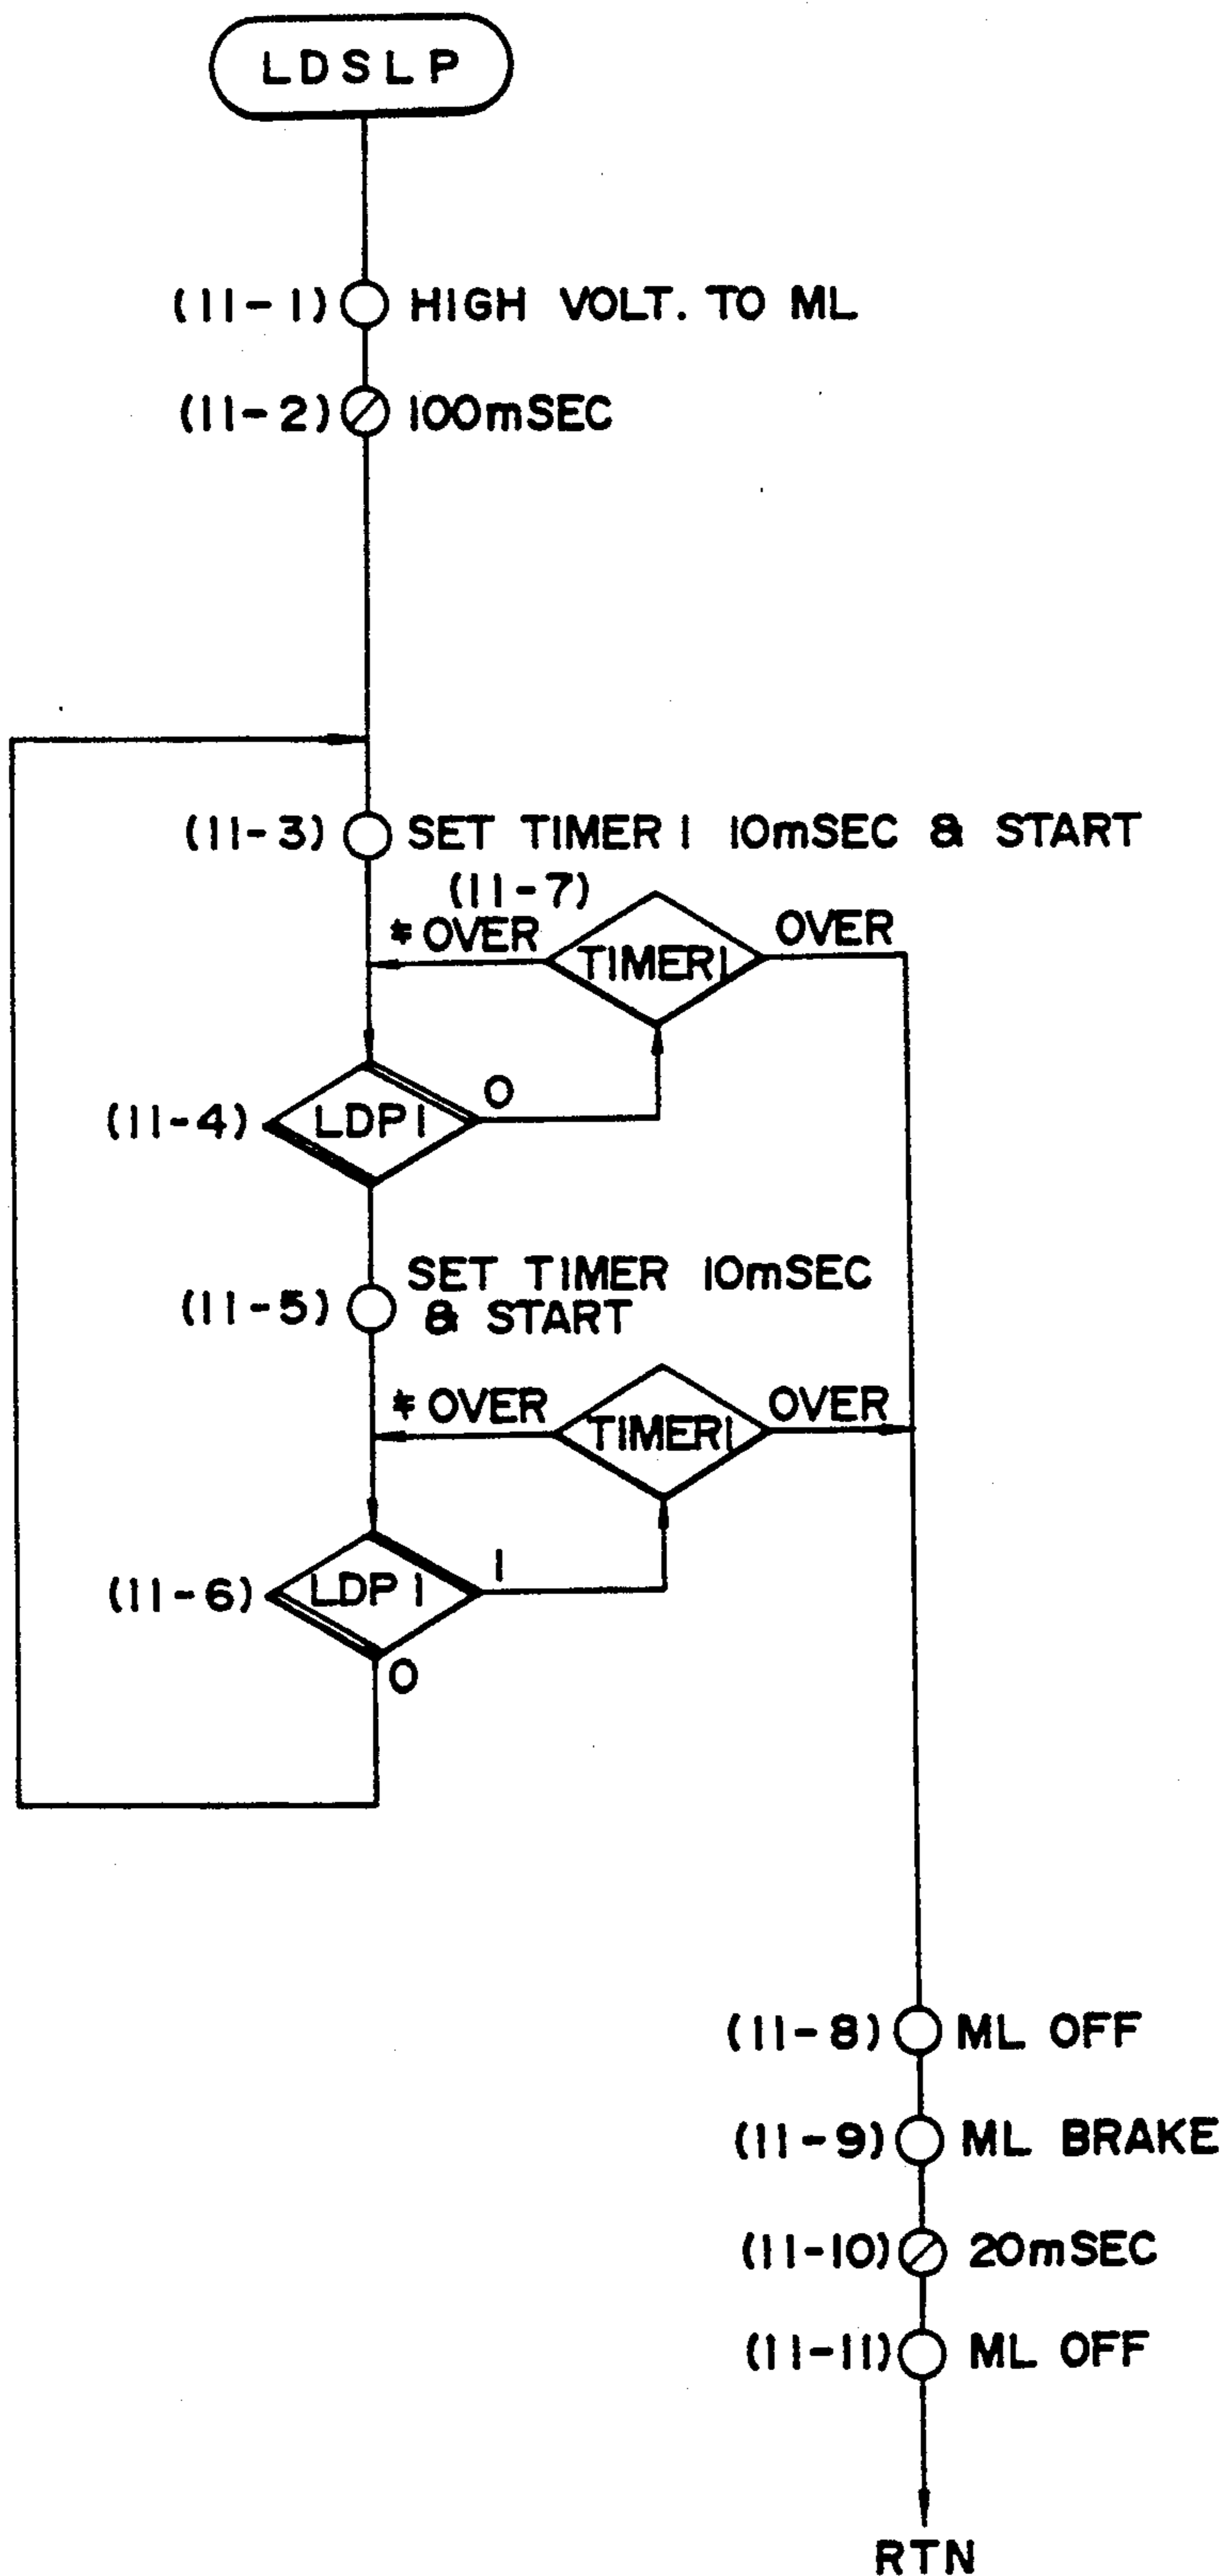 LDSLP
(11-1) HIGH VOLT. TO ML
(11-2) 100mSEC
(11-3) SET TIMER 1 10mSEC & START
(11-7)
*OVER TIMER1 OVER
(11-4) LDP1 0
SET TIMER 10mSEC
(11-5) & START
*OVER TIMER1 OVER
(11-6) LDP1 1
0
(11-8) ML OFF
(11-9) ML BRAKE
(11-10) 20mSEC
(11-11) ML OFF
RTN